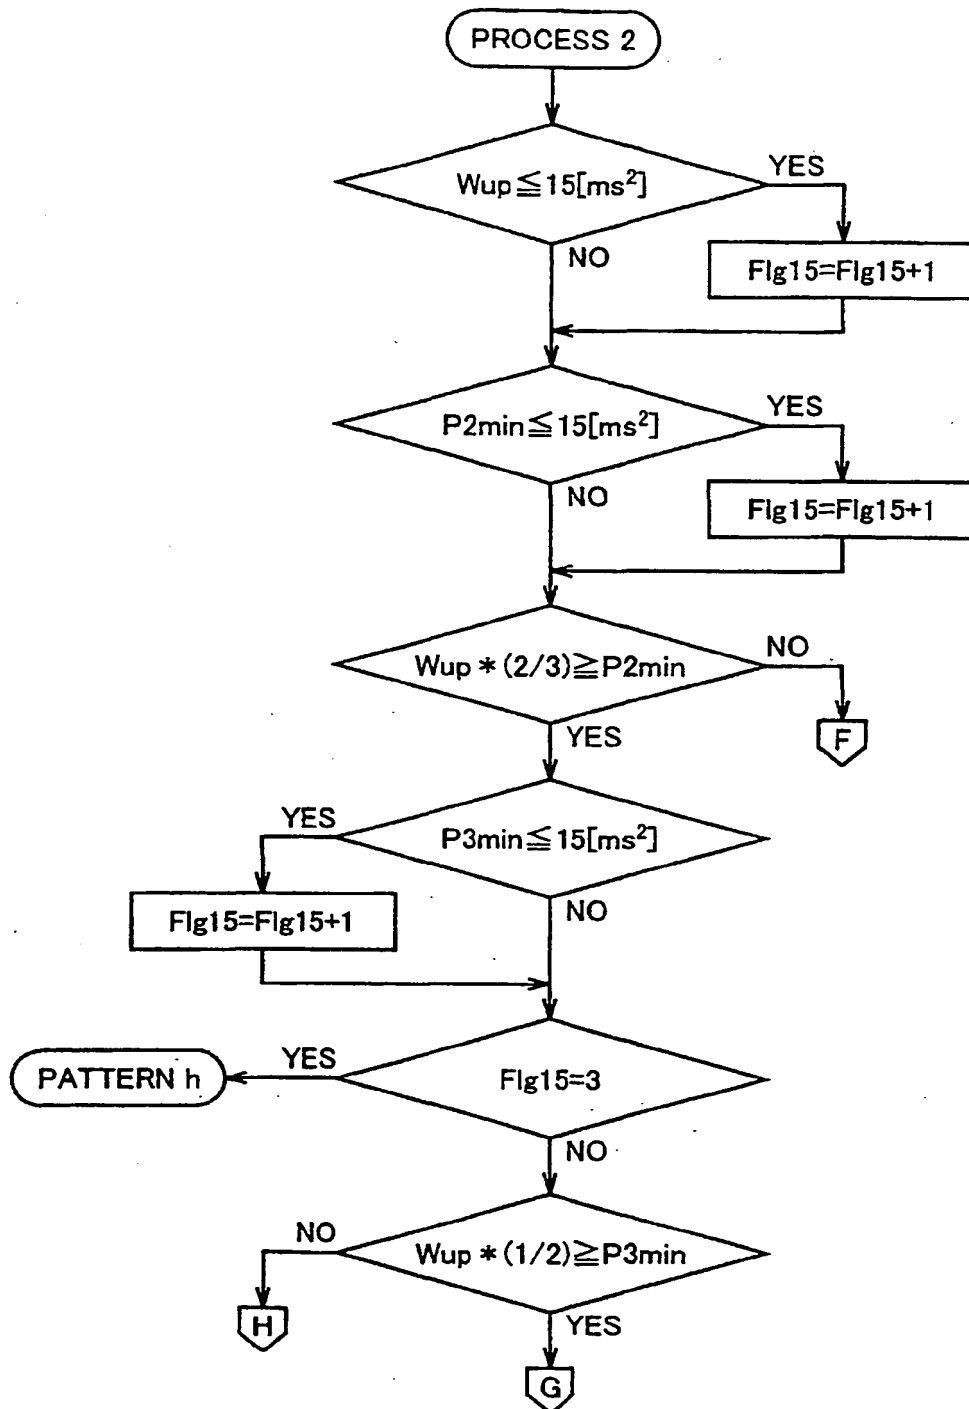 PROCESS 2
Wup≦15[ms²]
YES
NO
Flg15=Flg15+1
P2min≦15[ms²]
YES
NO
Flg15=Flg15+1
Wup*(2/3)≧P2min
NO
F
YES
P3min≦15[ms²]
YES
Flg15=Flg15+1
NO
Flg15=3
YES
PATTERN h
NO
Wup*(1/2)≧P3min
NO
H
YES
G